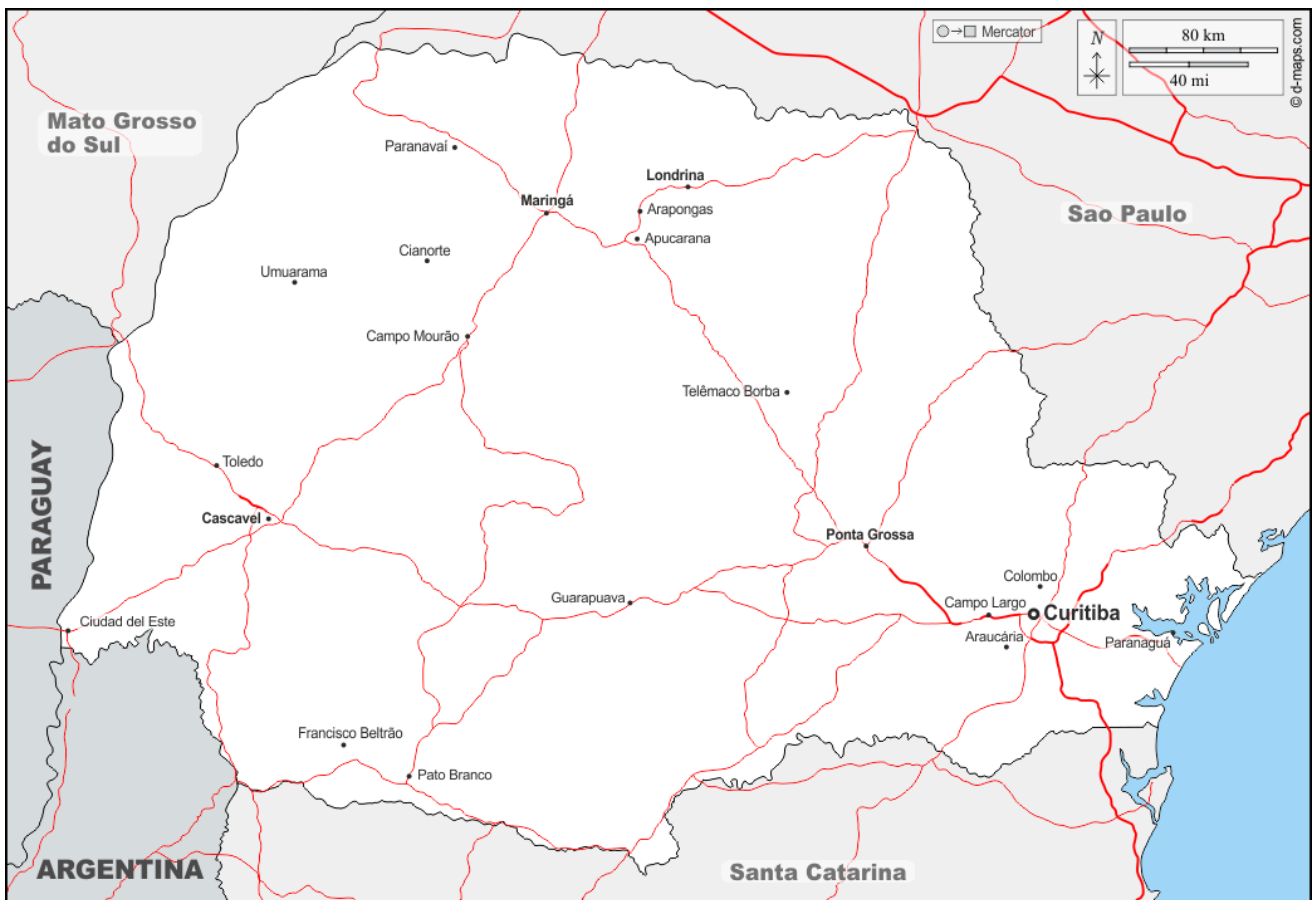 Mercator
N
80 km
40 mi
© d-maps.com
Mato Grosso
do Sul
Paranavaí
Londrina
Maringá
Arapongas
Sao Paulo
Apucarana
Cianorte
Umuarama
Campo Mourão
Telêmaco Borba
PARAGUAY
Toledo
Cascavel
Ponta Grossa
Colombo
Guarapuava
Campo Largo
Curitiba
Ciudad del Este
Araucária
Paranaguá
Francisco Beltrão
Pato Branco
ARGENTINA
Santa Catarina